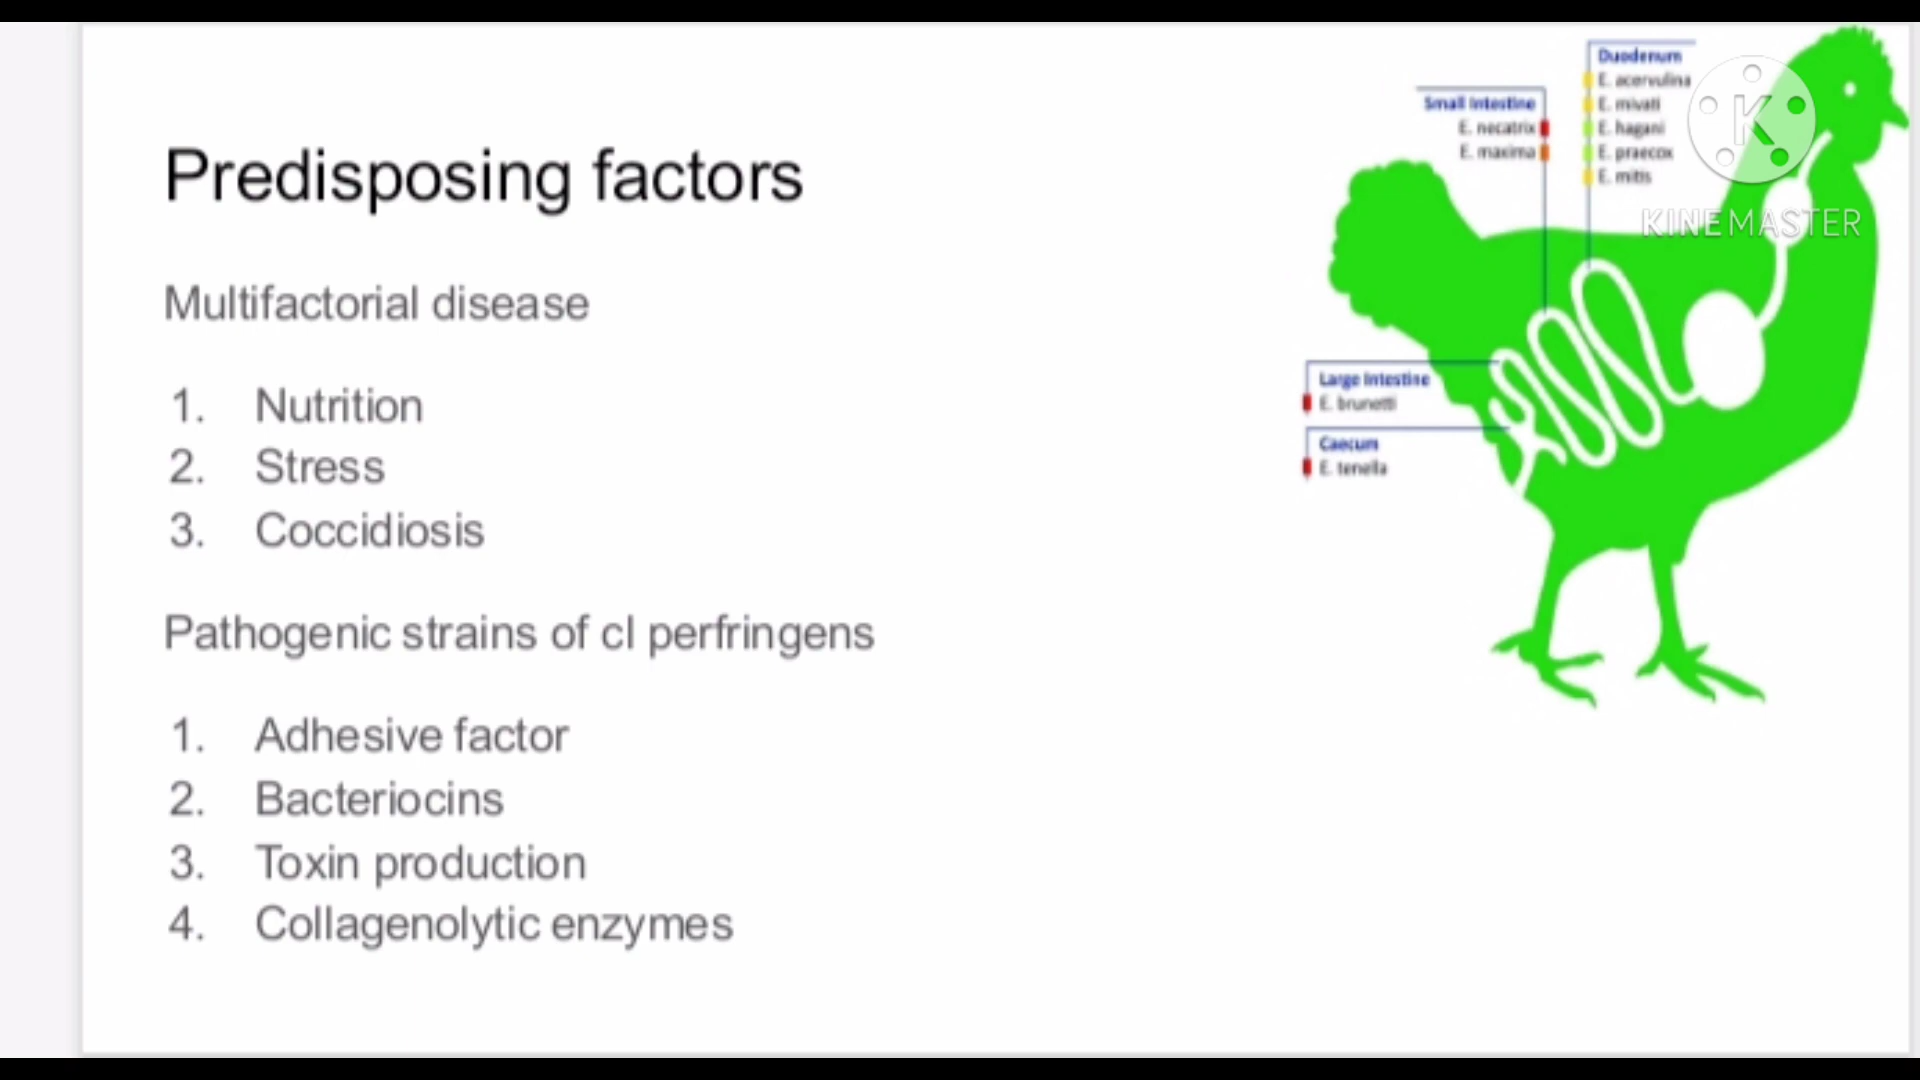 Predisposing factors
Multifactorial disease
1. Nutrition
2. Stress
3. Coccidiosis
Pathogenic strains of cl perfringens
1. Adhesive factor
2. Bacteriocins
3. Toxin production
4. Collagenolytic enzymes
Duodenum
E. acervulina
E. mivati
E. hagani
E. praecox
E. mitis
Small Intestine
E. necatrix
E. maxima
Large Intestine
E. brunetti
Caecum
E. tenella
K
KINEMASTER